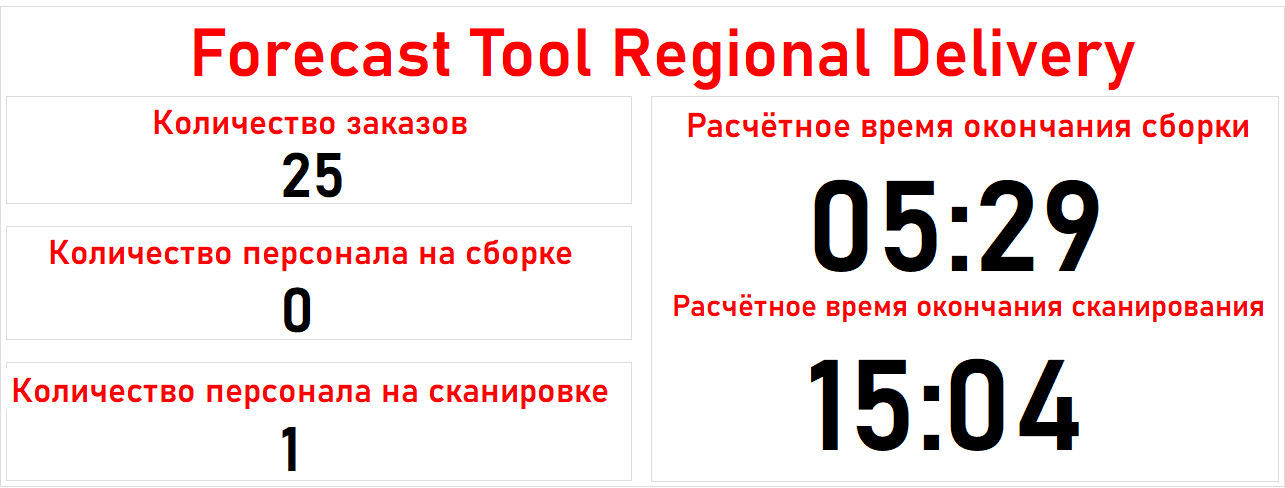 Forecast Tool Regional Delivery
Количество заказов
25
Количество персонала на сборке
0
Количество персонала на сканировке
1
Расчётное время окончания сборки
05:29
Расчётное время окончания сканирования
15:04